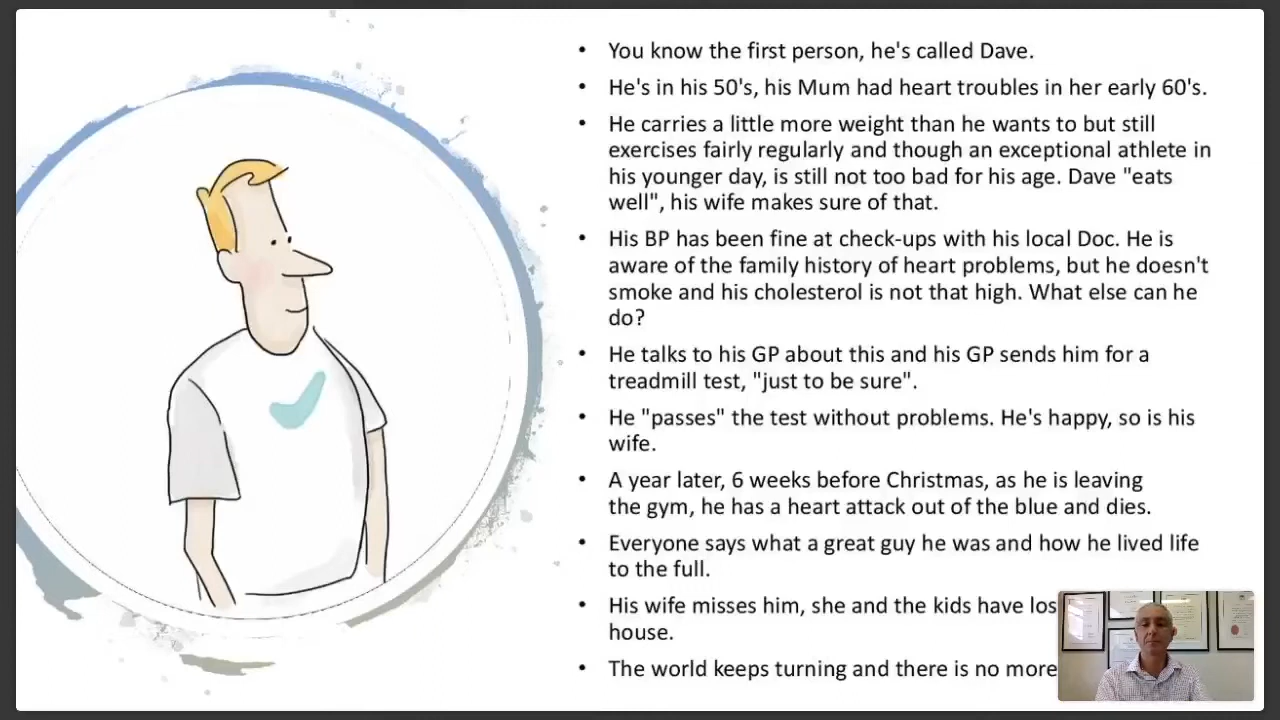 • You know the first person, he's called Dave.
• He's in his 50's, his Mum had heart troubles in her early 60's.
• He carries a little more weight than he wants to but still
exercises fairly regularly and though an exceptional athlete in
his younger day, is still not too bad for his age. Dave "eats
well", his wife makes sure of that.
• His BP has been fine at check-ups with his local Doc. He is
aware of the family history of heart problems, but he doesn't
smoke and his cholesterol is not that high. What else can he
do?
• He talks to his GP about this and his GP sends him for a
treadmill test, "just to be sure".
• He "passes" the test without problems. He's happy, so is his
wife.
• A year later, 6 weeks before Christmas, as he is leaving
the gym, he has a heart attack out of the blue and dies.
• Everyone says what a great guy he was and how he lived life
to the full.
• His wife misses him, she and the kids have
house.
• The world keeps turning and there is no more